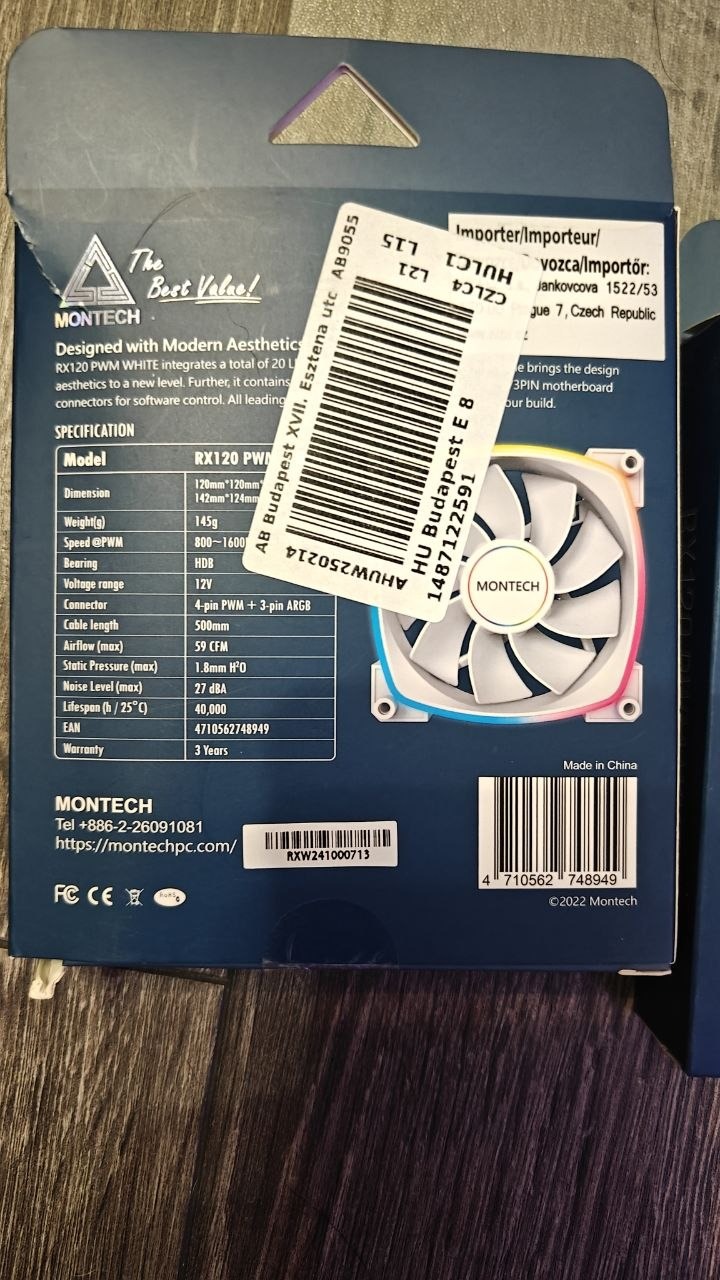 The
Best Value!
MONTECH
Designed with Modern Aesthetics
RX120 PWM WHITE integrates a total of 20
brings the design
aesthetics to a new level. Further, it contains
3PIN motherboard
connectors for software control. All leading
build.
SPECIFICATION
Model RX120
Dimension 120mm*120mm*
142mm*124mm
Weight(g) 145g
Speed @PWM
Bearing HDB
Voltage range 12V
Connector 4-pin PWM + 3-pin ARGB
Cable length 500mm
Airflow (max) 59 CFM
Static Pressure (max) 1.8mm H²O
Noise Level (max) 27 dBA
Lifespan (h / 25°C) 40,000
EAN 4710562748949
Warranty 3 Years
MONTECH
Tel +886-2-26091081
https://montechpc.com/
RXW241000713
FC CE RoHS
AB Budapest XVII. Esztena utc AB9055
L15
L21
HULC1
CZLC4
AHUW250214
HU Budapest E 8
1487122591
Importer/Importeur/
/Importőr:
Jankovcova 1522/53
7, Czech Republic
MONTECH
Made in China
4 710562 748949
©2022 Montech